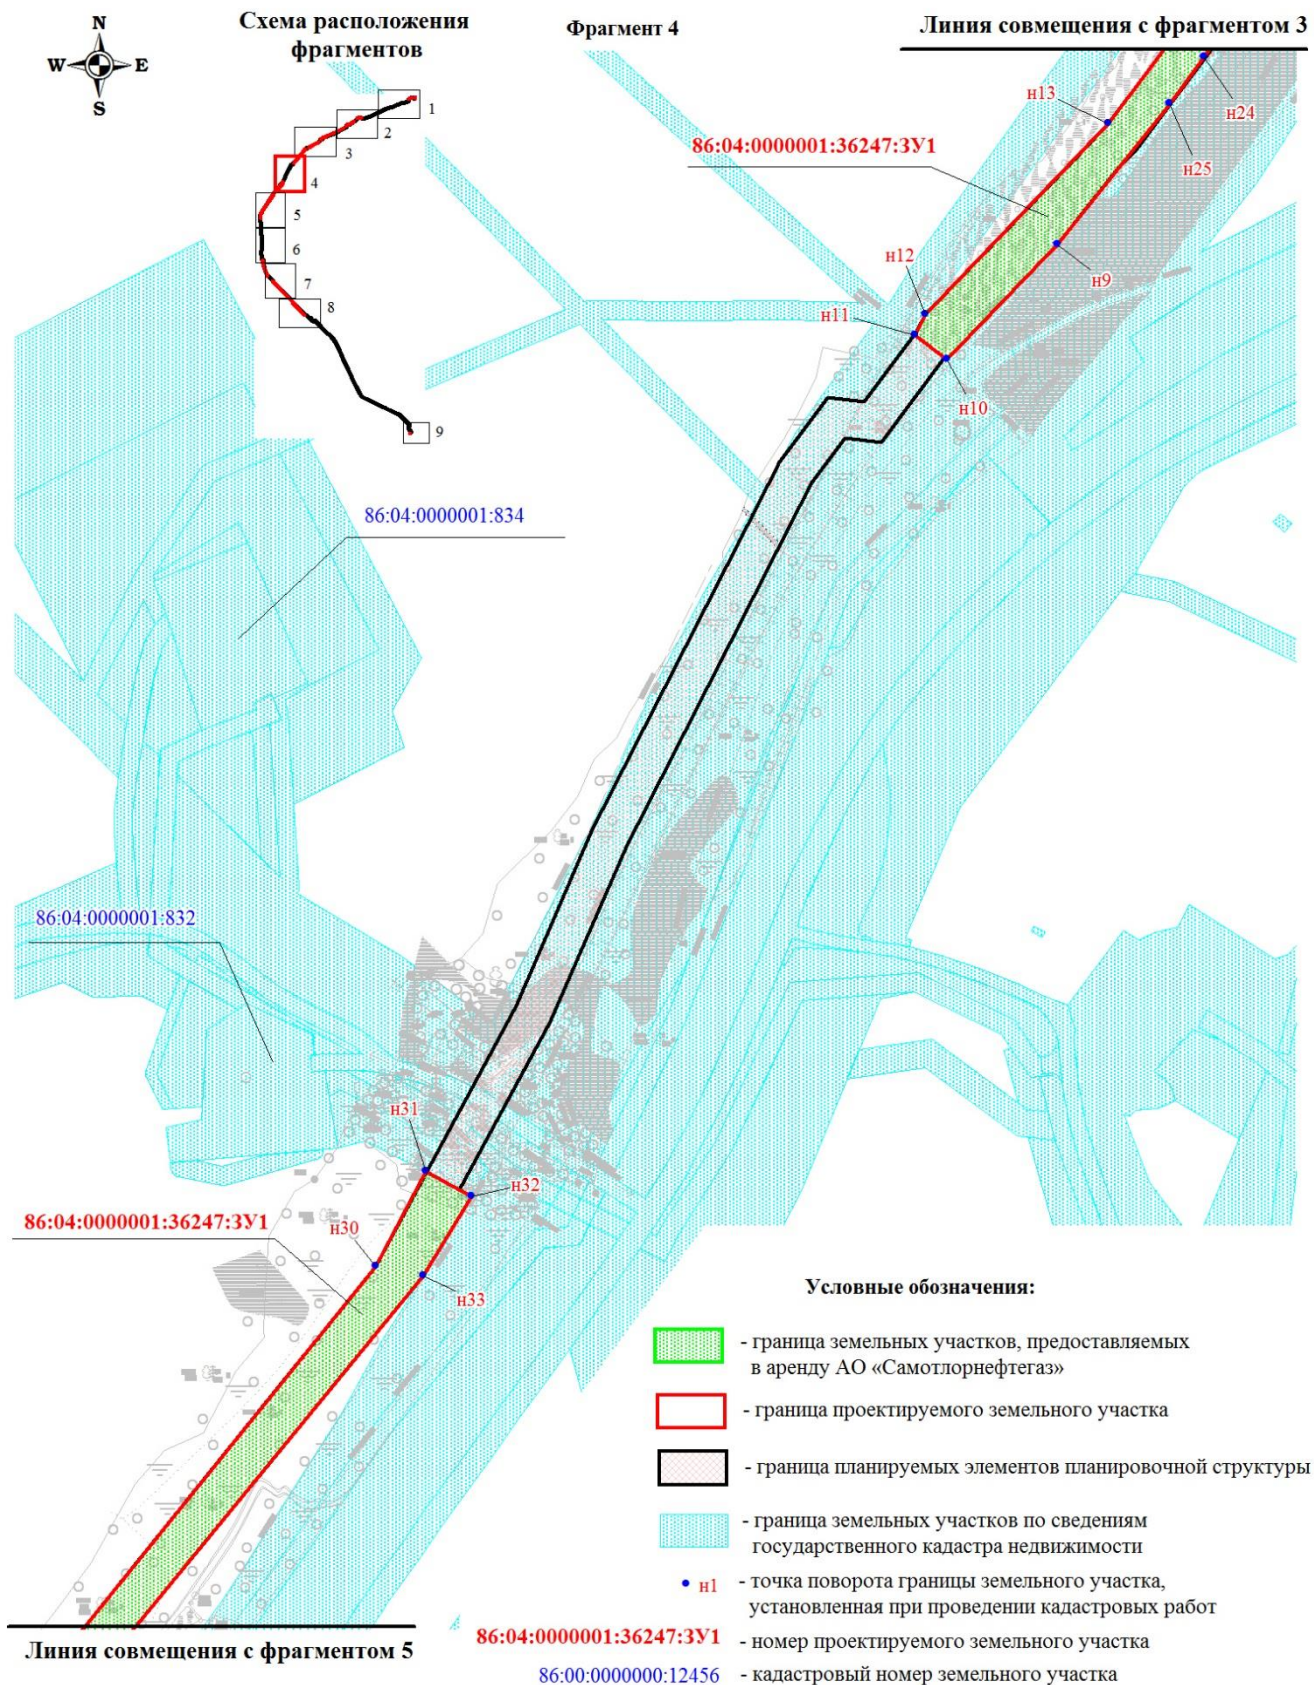 N
W E
S
Схема расположения
фрагментов
Фрагмент 4
Линия совмещения с фрагментом 3
1
2
3
4
5
6
7
8
9
н13
н24
н25
86:04:0000001:36247:ЗУ1
н12
н9
н11
н10
86:04:0000001:834
86:04:0000001:832
н31
н32
86:04:0000001:36247:ЗУ1
н30
н33
Условные обозначения:
- граница земельных участков, предоставляемых
в аренду АО «Самотлорнефтегаз»
- граница проектируемого земельного участка
- граница планируемых элементов планировочной структуры
- граница земельных участков по сведениям
государственного кадастра недвижимости
н1 - точка поворота границы земельного участка,
установленная при проведении кадастровых работ
86:04:0000001:36247:ЗУ1 - номер проектируемого земельного участка
86:00:0000000:12456 - кадастровый номер земельного участка
Линия совмещения с фрагментом 5